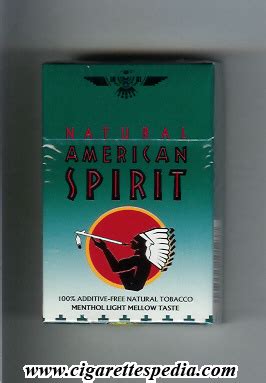 NATURAL
AMERICAN
SPIRIT
100% ADDITIVE-FREE NATURAL TOBACCO
MENTHOL LIGHT MELLOW TASTE
www.cigarettespedia.com